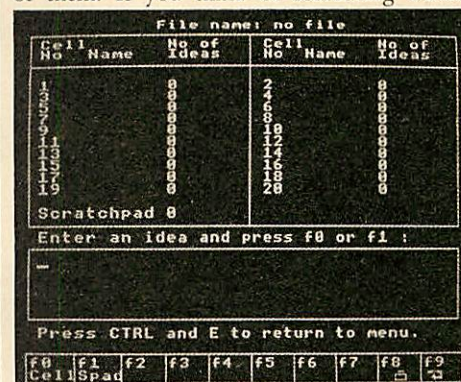 File name: no file
Cell No of Cell No of
No Name Ideas No Name Ideas
1 0 2 0
3 0 4 0
5 0 6 0
7 0 8 0
9 0 10 0
11 0 12 0
13 0 14 0
15 0 16 0
17 0 18 0
19 0 20 0
Scratchpad 0
Enter an idea and press f0 or f1 :
Press CTRL and E to return to menu.
f0 f1 f2 f3 f4 f5 f6 f7 f8 f9
Cell Spad